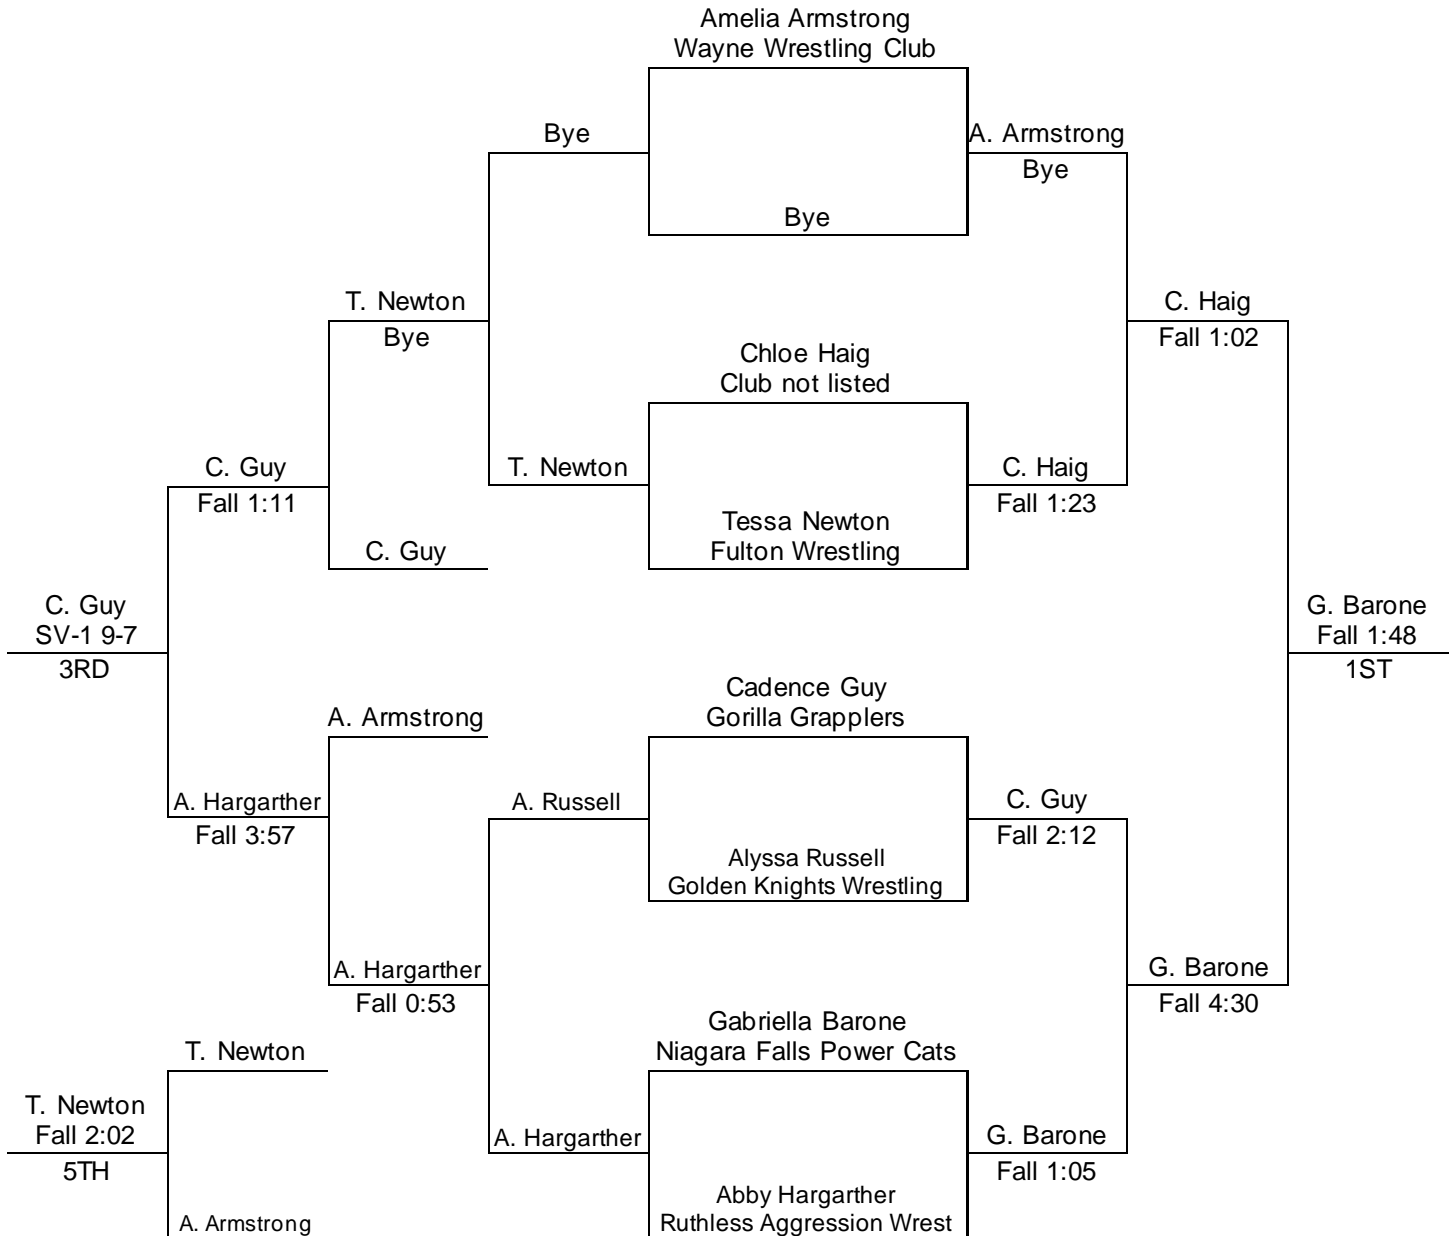 Amelia Armstrong
Wayne Wrestling Club
Bye
A. Armstrong
Bye
Bye
T. Newton
Bye
C. Haig
Fall 1:02
Chloe Haig
Club not listed
C. Guy
Fall 1:11
T. Newton
C. Haig
Fall 1:23
Tessa Newton
Fulton Wrestling
C. Guy
C. Guy
SV-1 9-7
3RD
G. Barone
Fall 1:48
1ST
Cadence Guy
Gorilla Grapplers
A. Armstrong
A. Hargarther
Fall 3:57
A. Russell
C. Guy
Fall 2:12
Alyssa Russell
Golden Knights Wrestling
A. Hargarther
Fall 0:53
G. Barone
Fall 4:30
Gabriella Barone
Niagara Falls Power Cats
T. Newton
T. Newton
Fall 2:02
5TH
A. Hargarther
G. Barone
Fall 1:05
Abby Hargarther
Ruthless Aggression Wrest
A. Armstrong